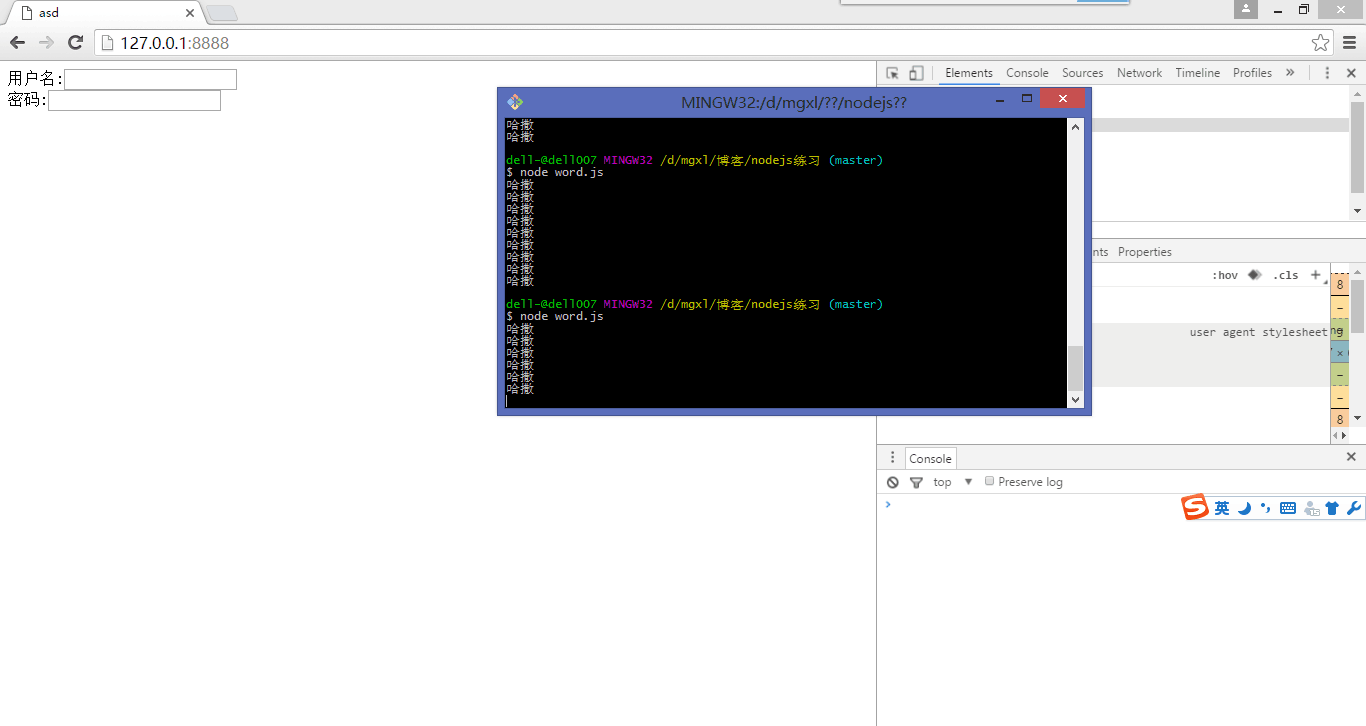 asd
127.0.0.1:8888
用户名:
密码:
Elements Console Sources Network Timeline Profiles »
MINGW32:/d/mgxl/??/nodejs??
哈撒
哈撒
dell-@dell007 MINGW32 /d/mgxl/博客/nodejs练习 (master)
$ node word.js
哈撒
哈撒
哈撒
哈撒
哈撒
哈撒
哈撒
哈撒
哈撒
dell-@dell007 MINGW32 /d/mgxl/博客/nodejs练习 (master)
$ node word.js
哈撒
哈撒
哈撒
哈撒
哈撒
哈撒
nts Properties
:hov .cls +
user agent stylesheet
8
–
–
–
8
Console
top ▼ Preserve log
S 英